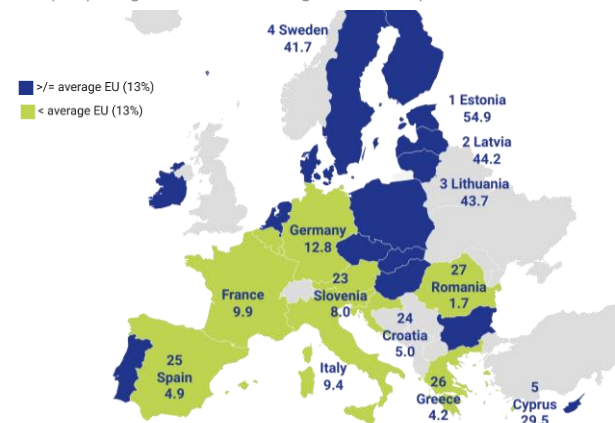 4 Sweden
41.7
>/= average EU (13%)
< average EU (13%)
1 Estonia
54.9
2 Latvia
44.2
3 Lithuania
43.7
Germany
12.8
23
Slovenia
8.0
27
Romania
1.7
France
9.9
24
Croatia
5.0
25
Spain
4.9
Italy
9.4
26
Greece
4.2
5
Cyprus
29.5